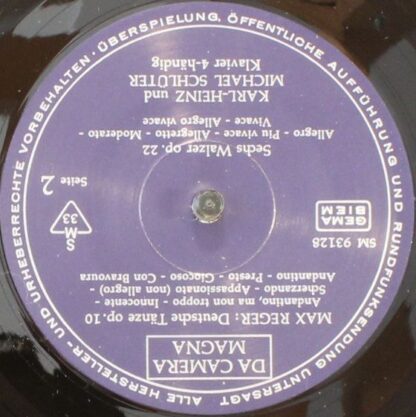 DA CAMERA
MAGNA
MAX REGER: Deutsche Tänze op. 10
Andantino, ma non troppo - Innocente -
Scherzando - Appassionato (non allegro) -
Andantino - Presto - Giocoso - Con Bravoura
SM 93128
GEMA
BIEM
S
M
33
Seite 2
Sechs Walzer op. 22
Allegro - Piu vivace - Allegretto - Moderato -
Vivace - Allegro vivace
KARL-HEINZ und
MICHAEL SCHLÜTER
Klavier 4-händig
ALLE HERSTELLER- UND URHEBERRECHTE VORBEHALTEN · ÜBERSPIELUNG, ÖFFENTLICHE AUFFÜHRUNG UND RUNDFUNKSENDUNG UNTERSAGT